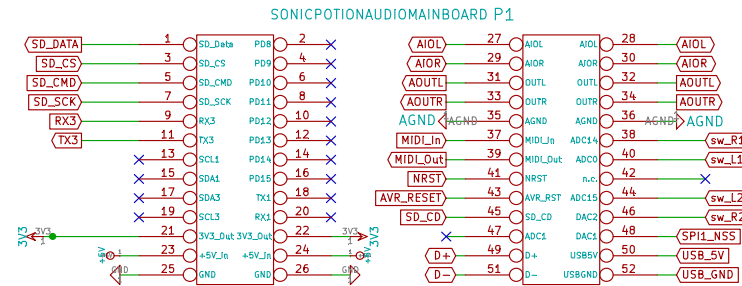 SONICPOTIONAUDIOMAINBOARD P1
SD_DATA 1 SD_Data PD8 2
SD_CS 3 SD_CS PD9 4
SD_CMD 5 SD_CMD PD10 6
SD_SCK 7 SD_SCK PD11 8
RX3 9 RX3 PD12 10
TX3 11 TX3 PD13 12
13 SCL1 PD14 14
15 SDA1 PD15 16
17 SDA3 TX1 18
19 SCL3 RX1 20
3V3 3V3 1 21 3V3_Out 3V3_Out 22 3V3 1 3V3
+5V 1 23 +5V_In +5V_In 24 1 +5V
GND 1 25 GND GND 26 GND 1
AIOL 27 AIOL AIOL 28 AIOL
AIOR 29 AIOR AIOR 30 AIOR
AOUTL 31 OUTL OUTL 32 AOUTL
AOUTR 33 OUTR OUTR 34 AOUTR
AGND AGND 35 AGND AGND 36 AGND AGND
MIDI_In 37 MIDI_In ADC14 38 sw_R1
MIDI_Out 39 MIDI_Out ADC0 40 sw_L1
NRST 41 NRST n.c. 42
AVR_RESET 43 AVR_RST ADC15 44 sw_L2
SD_CD 45 SD_CD DAC2 46 sw_R2
47 ADC1 DAC1 48 SPI1_NSS
D+ 49 D+ USB5V 50 USB_5V
D- 51 D- USBGND 52 USB_GND